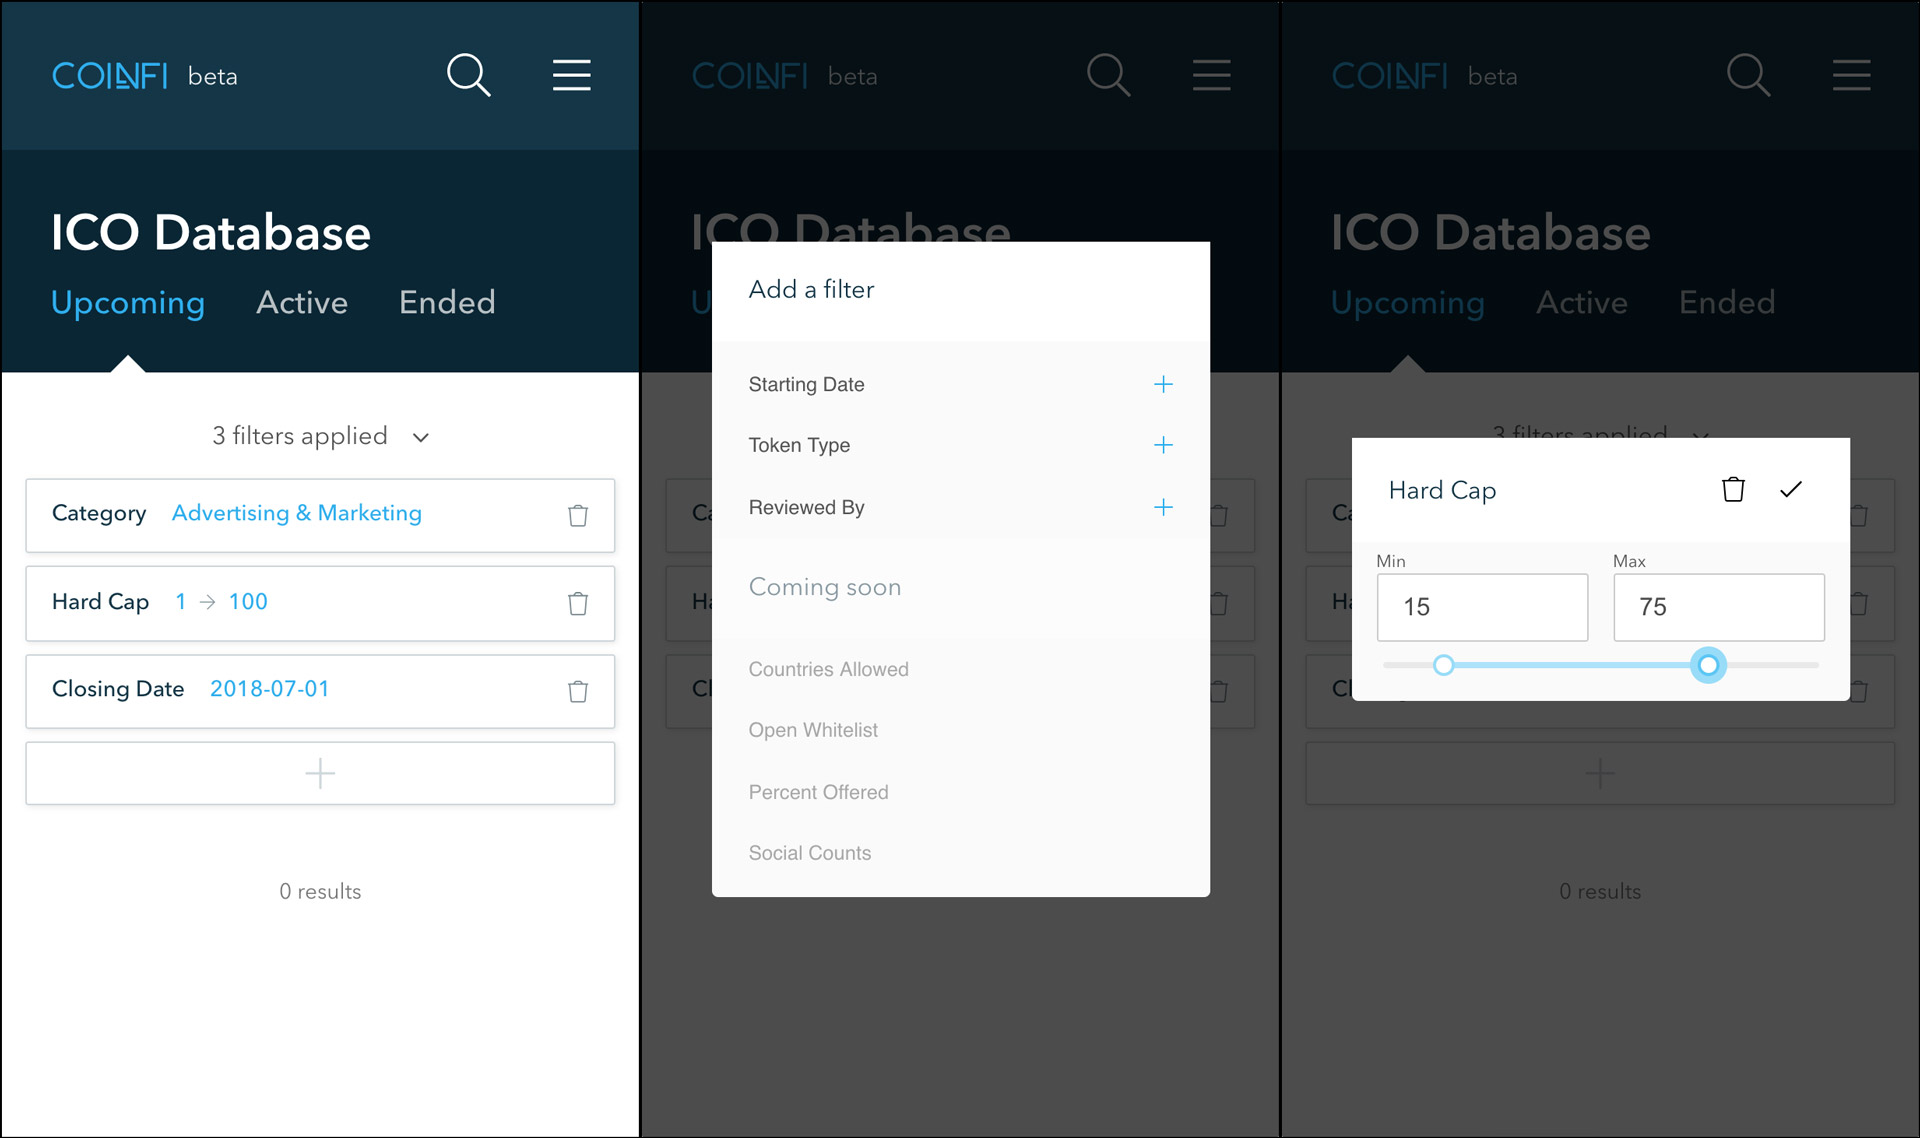 COINFI beta
ICO Database
Upcoming Active Ended
3 filters applied
Category Advertising & Marketing
Hard Cap 1 → 100
Closing Date 2018-07-01
0 results
COINFI beta
ICO Database
U
Add a filter
Starting Date
Token Type
Reviewed By
Coming soon
Countries Allowed
Open Whitelist
Percent Offered
Social Counts
Ca
Ha
Cl
COINFI beta
ICO Database
Upcoming Active Ended
3 filters applied
Ca
Ha
Cl
Hard Cap
Min Max
15 75
0 results